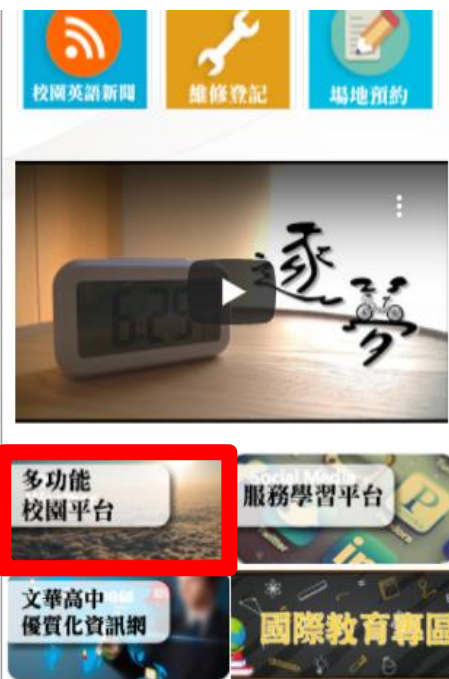 校園英語新聞
維修登記
場地預約
6:25
逐夢
多功能
校園平台
服務學習平台
文華高中
優質化資訊網
國際教育專區